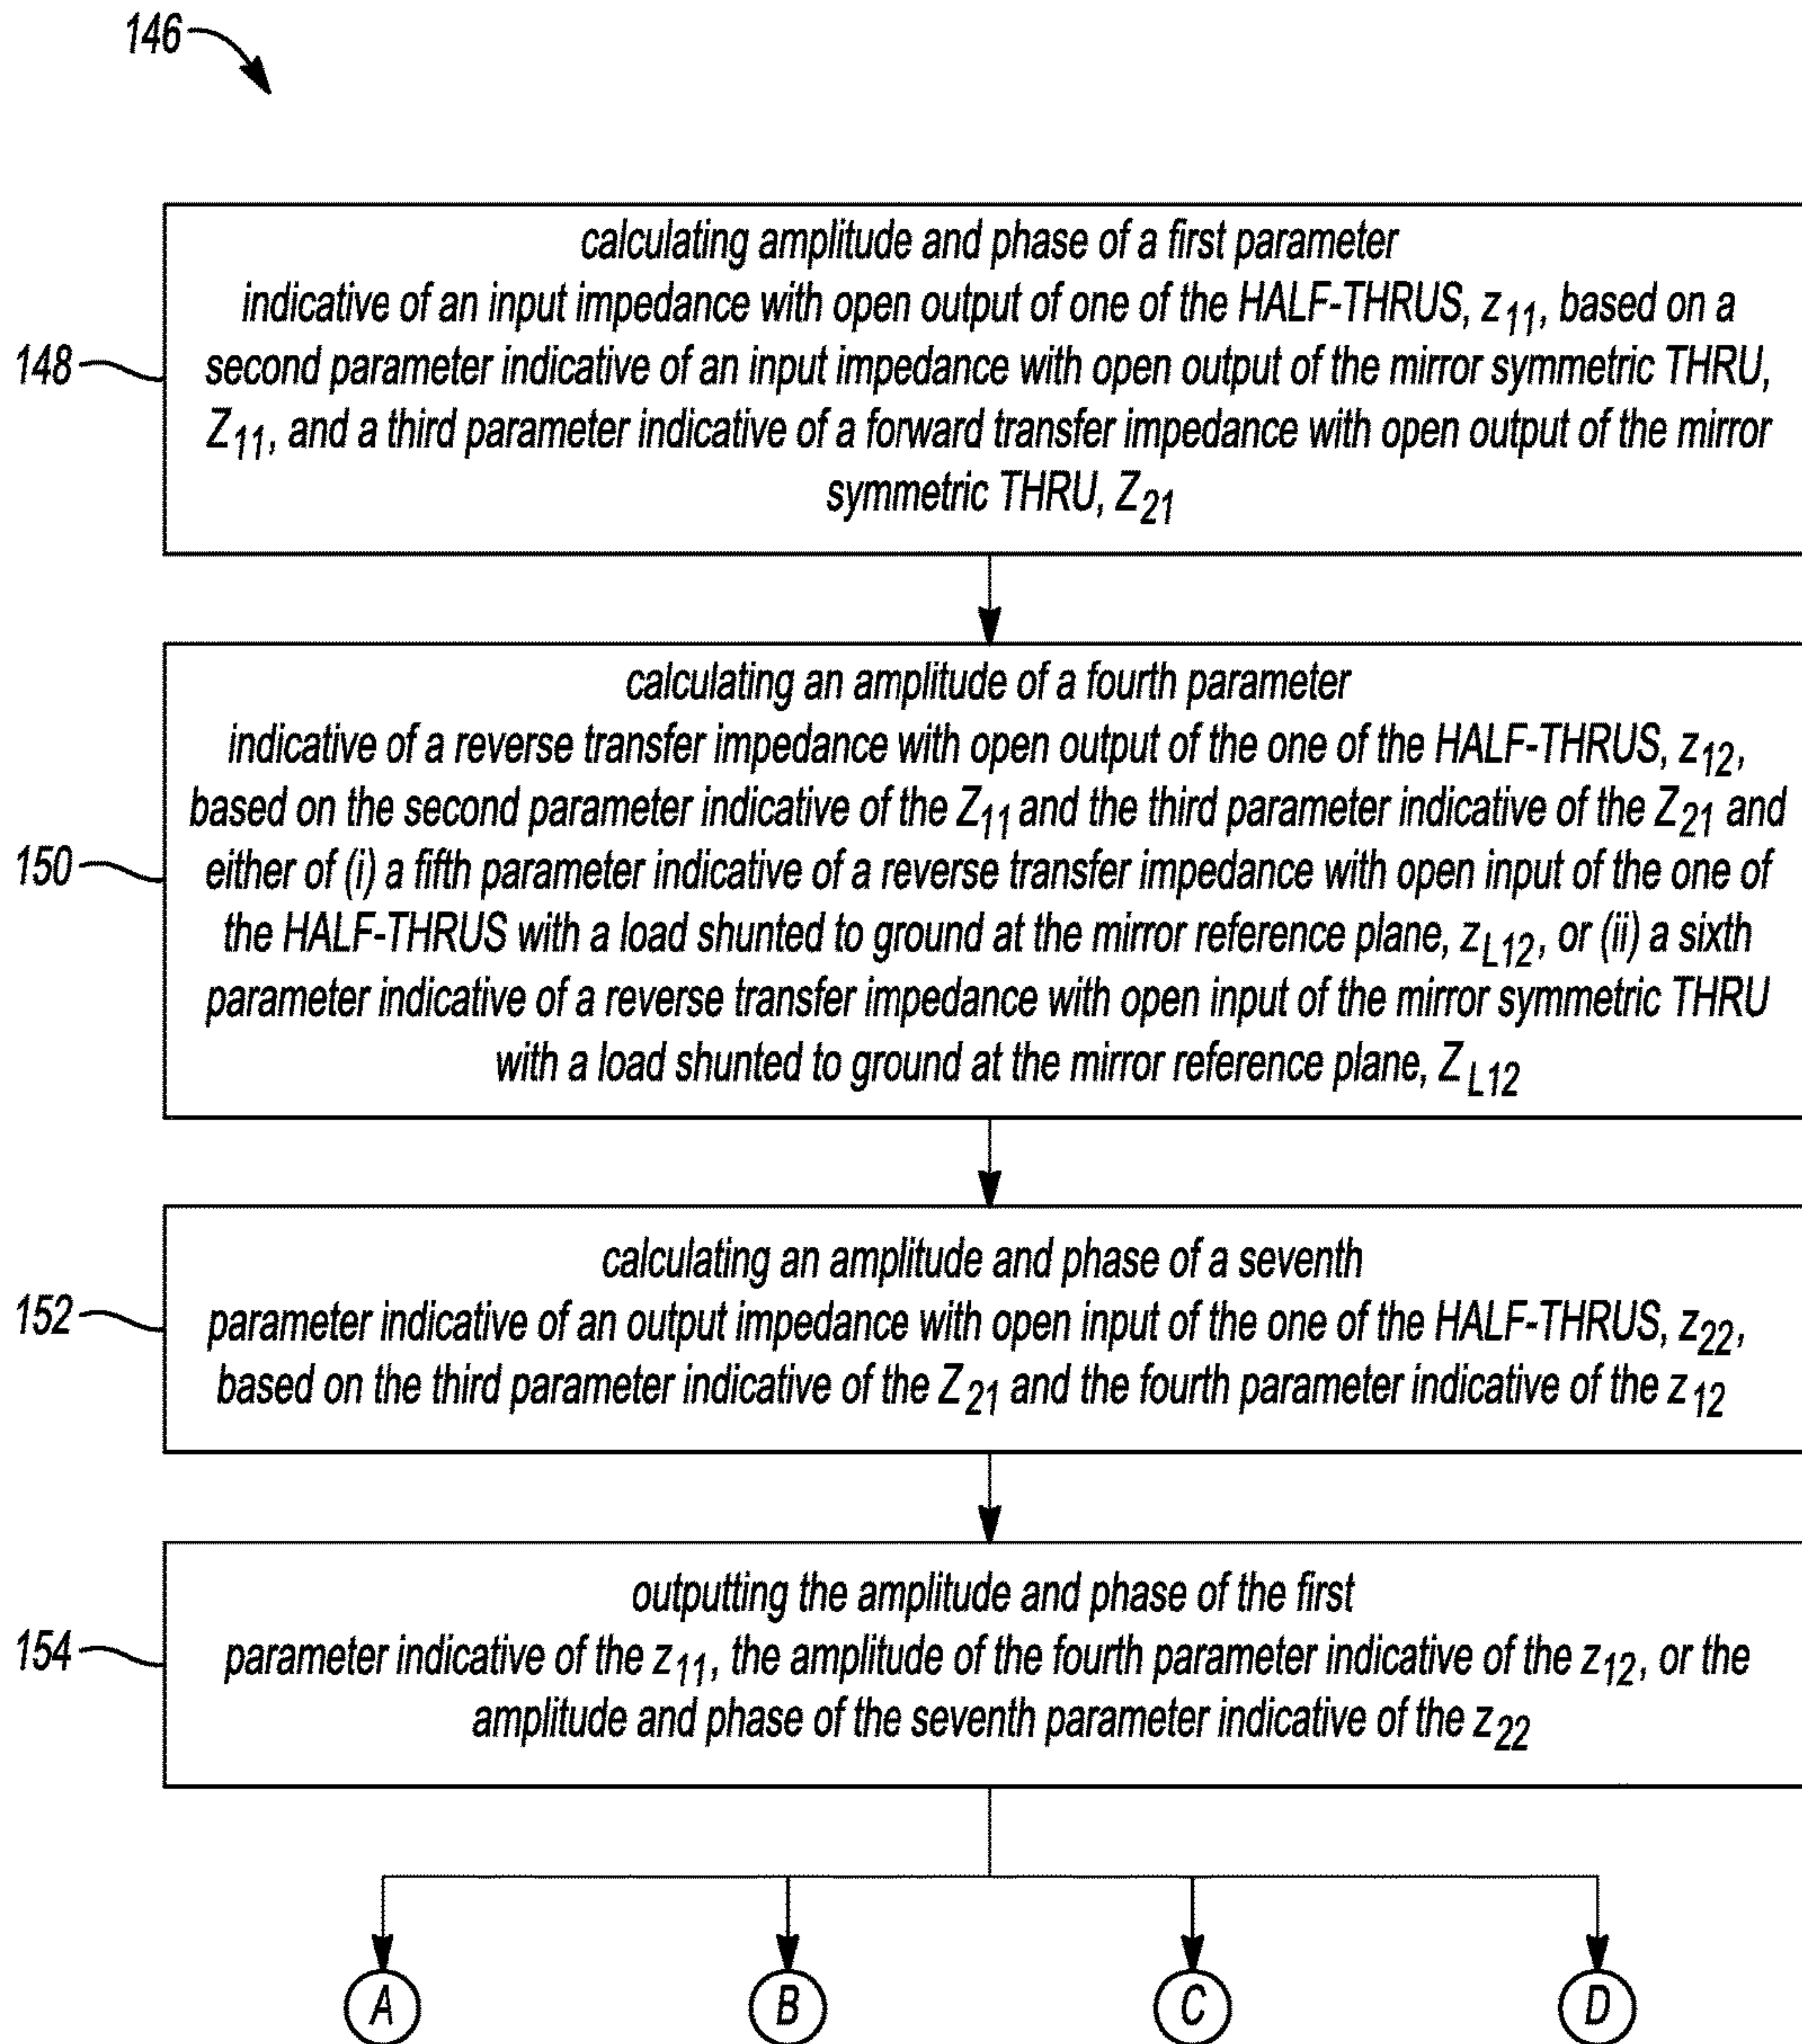 146
calculating amplitude and phase of a first parameter
indicative of an input impedance with open output of one of the HALF-THRUS, z11, based on a
148
second parameter indicative of an input impedance with open output of the mirror symmetric THRU,
Z11, and a third parameter indicative of a forward transfer impedance with open output of the mirror
symmetric THRU, Z21
calculating an amplitude of a fourth parameter
indicative of a reverse transfer impedance with open output of the one of the HALF-THRUS, z12,
based on the second parameter indicative of the Z11 and the third parameter indicative of the Z21 and
150
either of (i) a fifth parameter indicative of a reverse transfer impedance with open input of the one of
the HALF-THRUS with a load shunted to ground at the mirror reference plane, zL12, or (ii) a sixth
parameter indicative of a reverse transfer impedance with open input of the mirror symmetric THRU
with a load shunted to ground at the mirror reference plane, ZL12
calculating an amplitude and phase of a seventh
152
parameter indicative of an output impedance with open input of the one of the HALF-THRUS, z22,
based on the third parameter indicative of the Z21 and the fourth parameter indicative of the z12
outputting the amplitude and phase of the first
154
parameter indicative of the z11, the amplitude of the fourth parameter indicative of the z12, or the
amplitude and phase of the seventh parameter indicative of the z22
A B C D